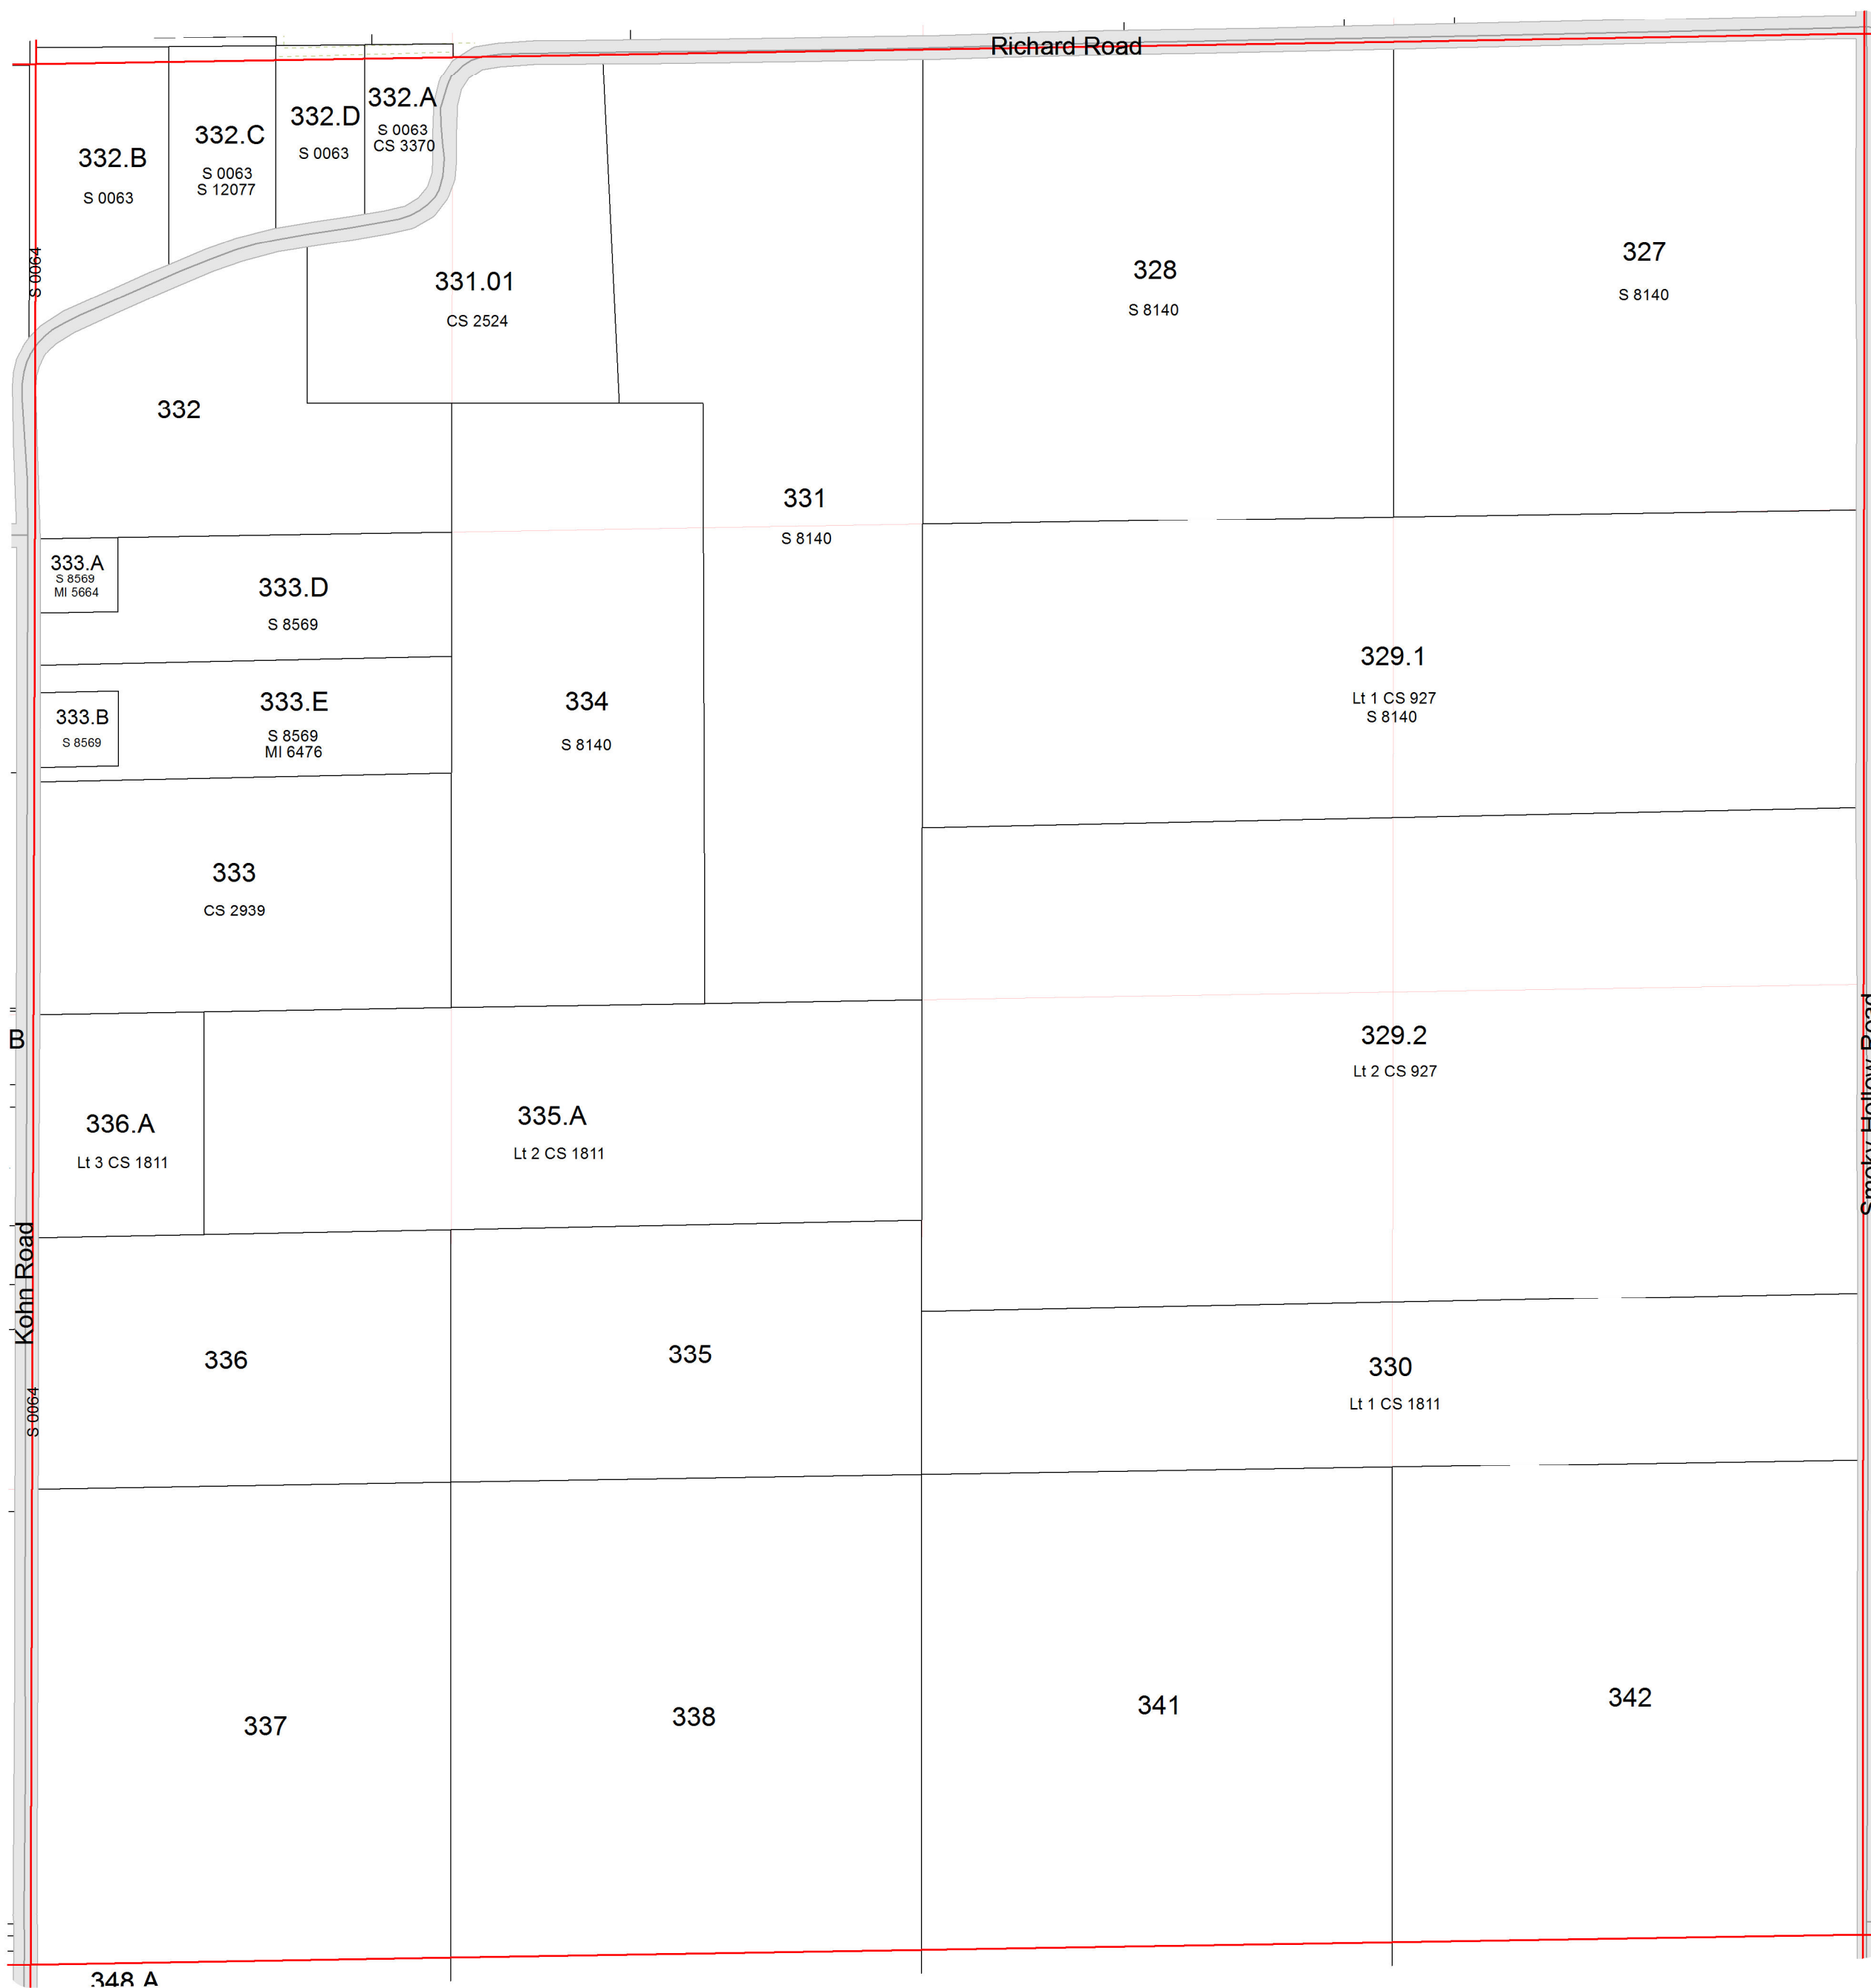 Richard Road
332.A
S 0063
CS 3370
332.D
S 0063
332.C
S 0063
S 12077
332.B
S 0063
S 0064
331.01
CS 2524
328
S 8140
327
S 8140
332
331
S 8140
333.A
S 8569
MI 5664
333.D
S 8569
329.1
Lt 1 CS 927
S 8140
333.B
S 8569
333.E
S 8569
MI 6476
334
S 8140
333
CS 2939
B
329.2
Lt 2 CS 927
Smoky Hollow Road
336.A
Lt 3 CS 1811
335.A
Lt 2 CS 1811
Kohn Road
336
335
330
Lt 1 CS 1811
S 0064
337
338
341
342
348.A